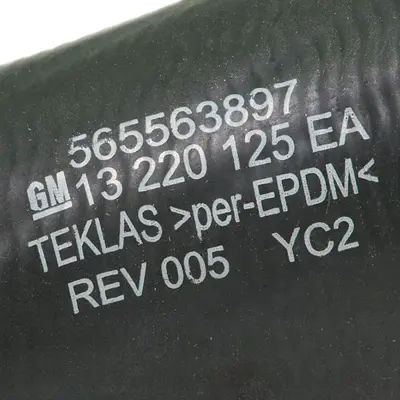 565563897
GM 13 220 125 EA
TEKLAS >per-EPDM<
REV 005 YC2